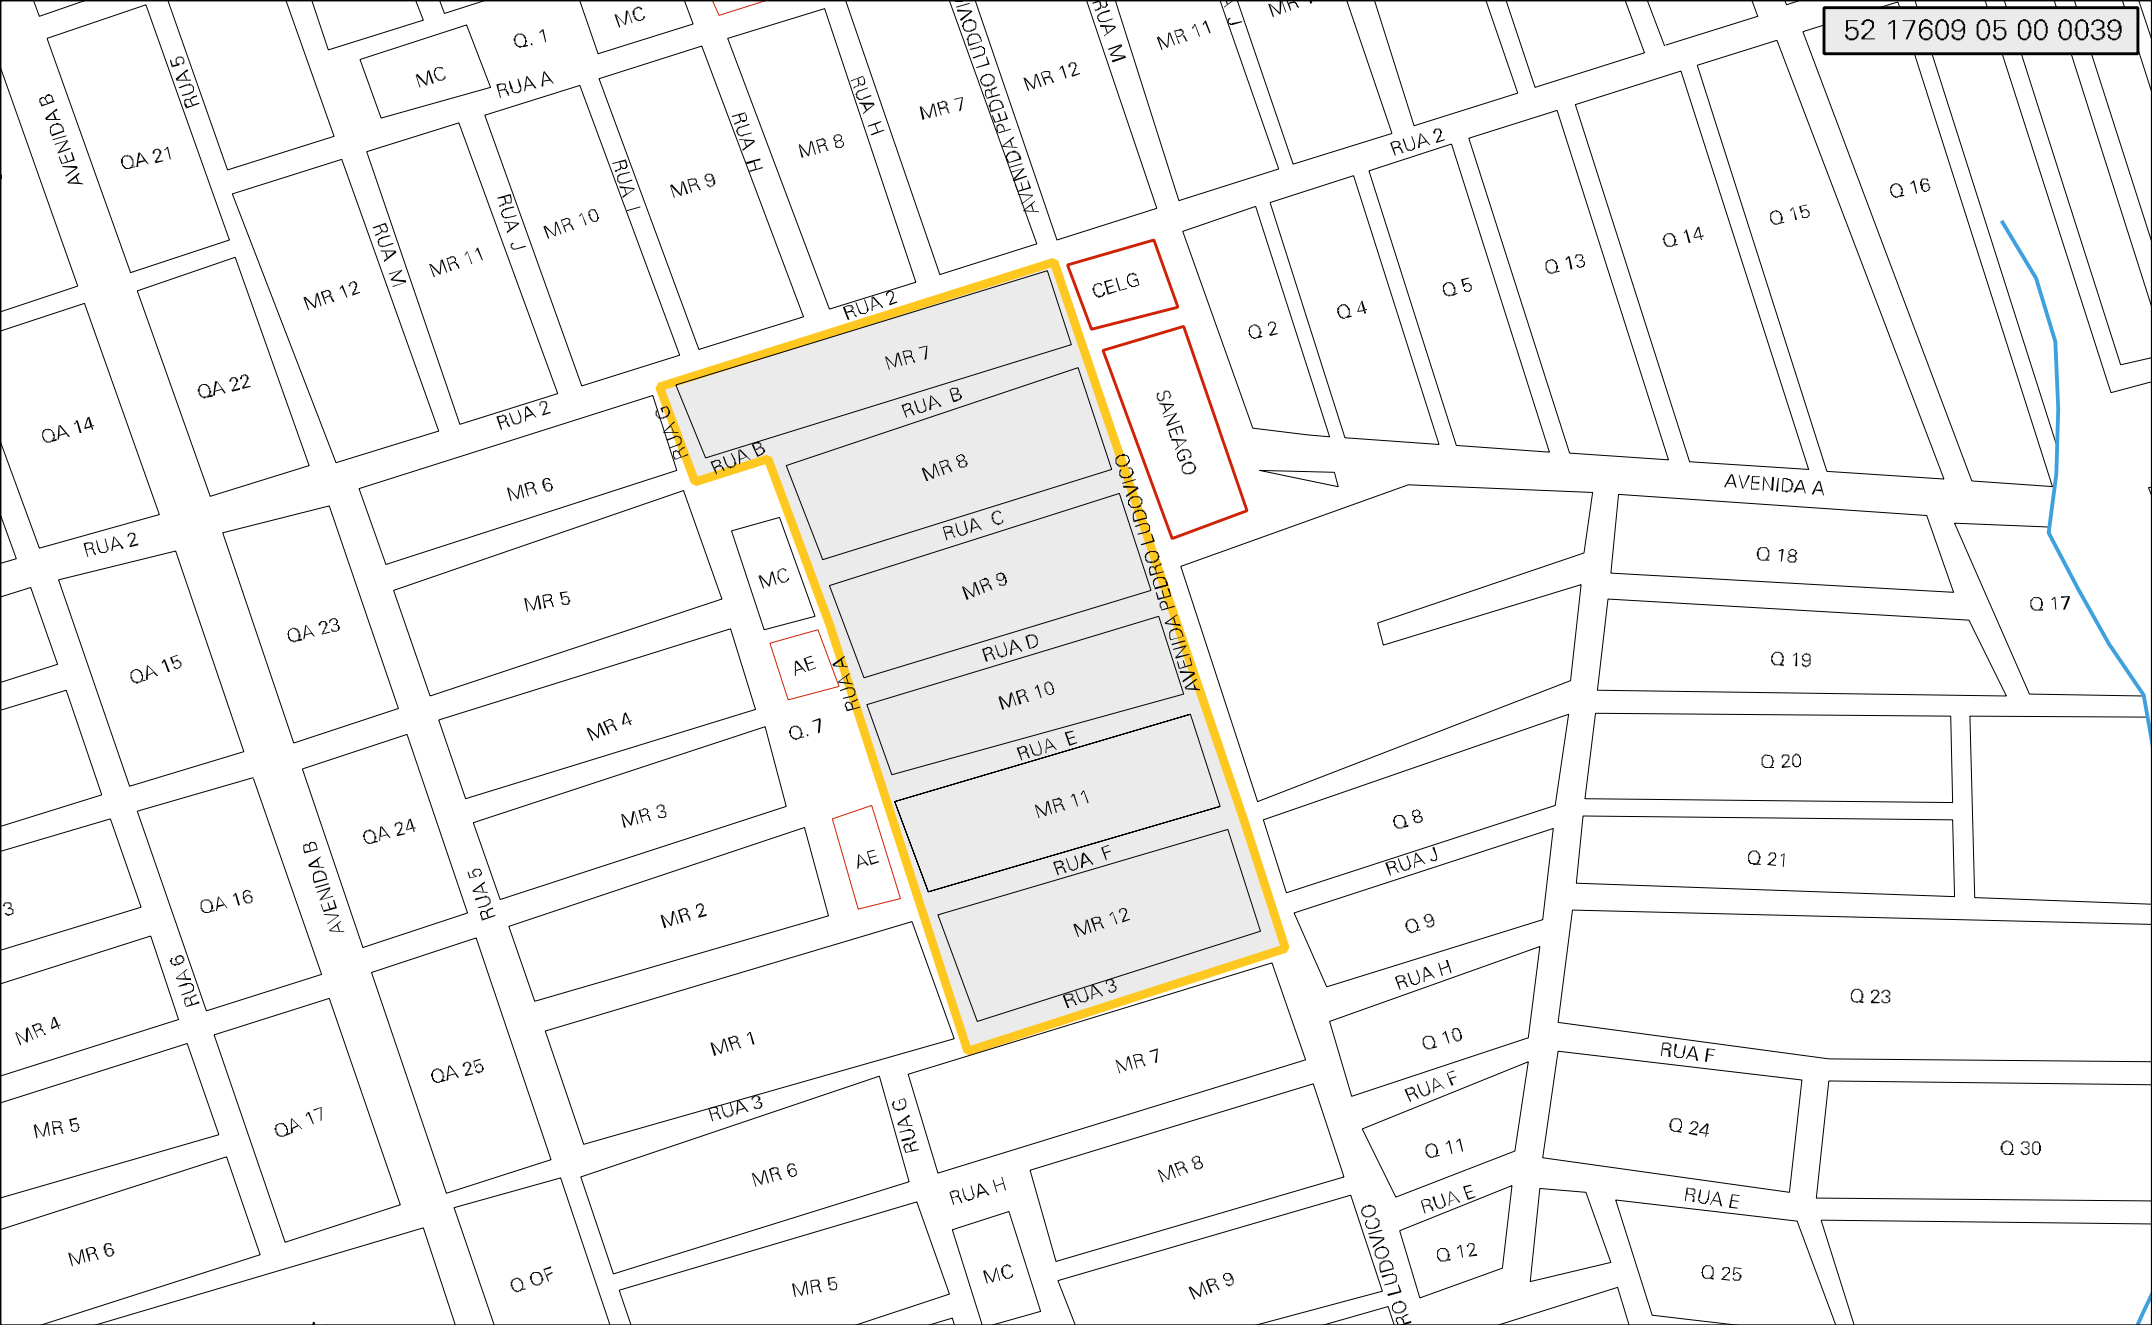 52 17609 05 00 0039
MC
Q. 1
MC
RUA A
AVENIDA B
RUA 5
QA 21
RUA H
RUA H
MR 7
MR 8
MR 9
AVENIDA PEDRO LUDOVI
MR 12
RUA M
MR 11
J
RUA 2
Q 16
Q 15
Q 14
Q 13
Q 5
Q 4
Q 2
RUA I
RUA J
MR 10
RUA M
MR 11
MR 12
AVENIDA PEDRO LUDOVICO
CELG
SANEAGO
RUA 2
MR 7
RUA B
RUA G
RUA B
MR 8
RUA C
MR 9
RUA D
MR 10
RUA E
MR 11
RUA F
MR 12
RUA 3
RUA A
QA 14
QA 22
RUA 2
RUA 2
MR 6
MR 5
MC
AE
Q. 7
AE
QA 23
QA 15
MR 4
MR 3
MR 2
MR 1
QA 24
QA 16
AVENIDA B
RUA 5
RUA 6
3
MR 4
MR 5
MR 6
QA 17
QA 25
Q OF
RUA 3
RUA G
MR 6
MR 5
MR 7
RUA H
MR 8
MC
MR 9
RO LUDOVICO
AVENIDA A
Q 18
Q 17
Q 19
Q 20
Q 21
Q 8
RUA J
Q 9
RUA H
Q 10
RUA F
Q 11
RUA E
Q 12
Q 23
RUA F
Q 24
Q 30
RUA E
Q 25